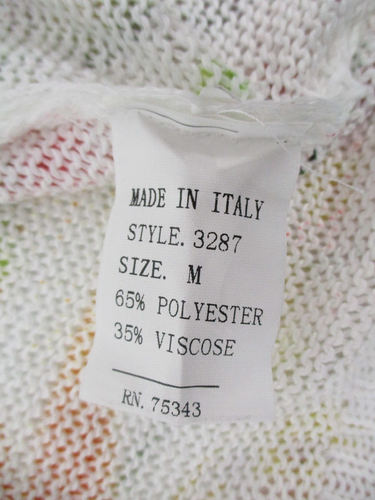 MADE IN ITALY
STYLE. 3287
SIZE. M
65% POLYESTER
35% VISCOSE
RN. 75343